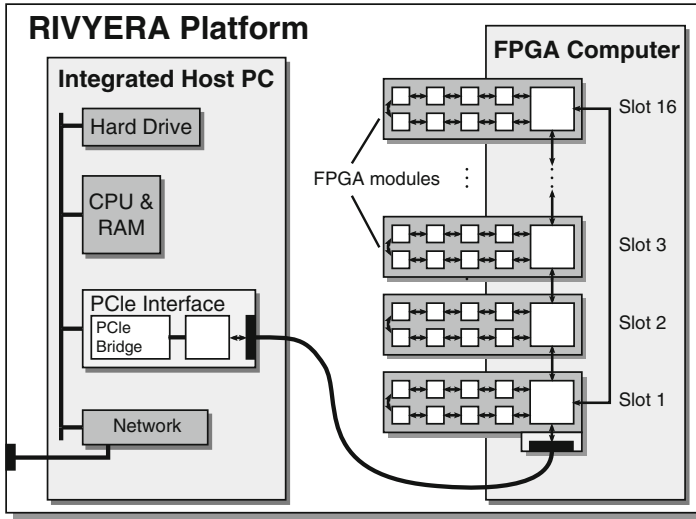 RIVYERA Platform
Integrated Host PC
Hard Drive
CPU &
RAM
PCIe Interface
PCIe
Bridge
Network
FPGA Computer
Slot 16
FPGA modules
Slot 3
Slot 2
Slot 1